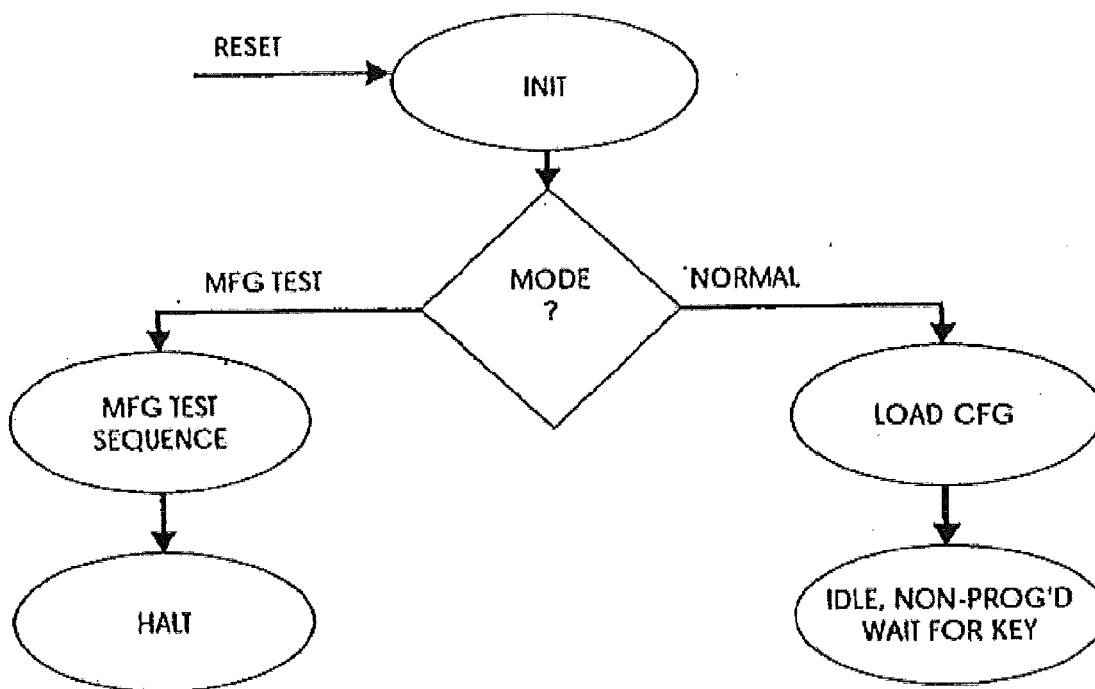 RESET
INIT
MODE
?
MFG TEST
NORMAL
MFG TEST
SEQUENCE
LOAD CFG
HALT
IDLE, NON-PROG'D
WAIT FOR KEY